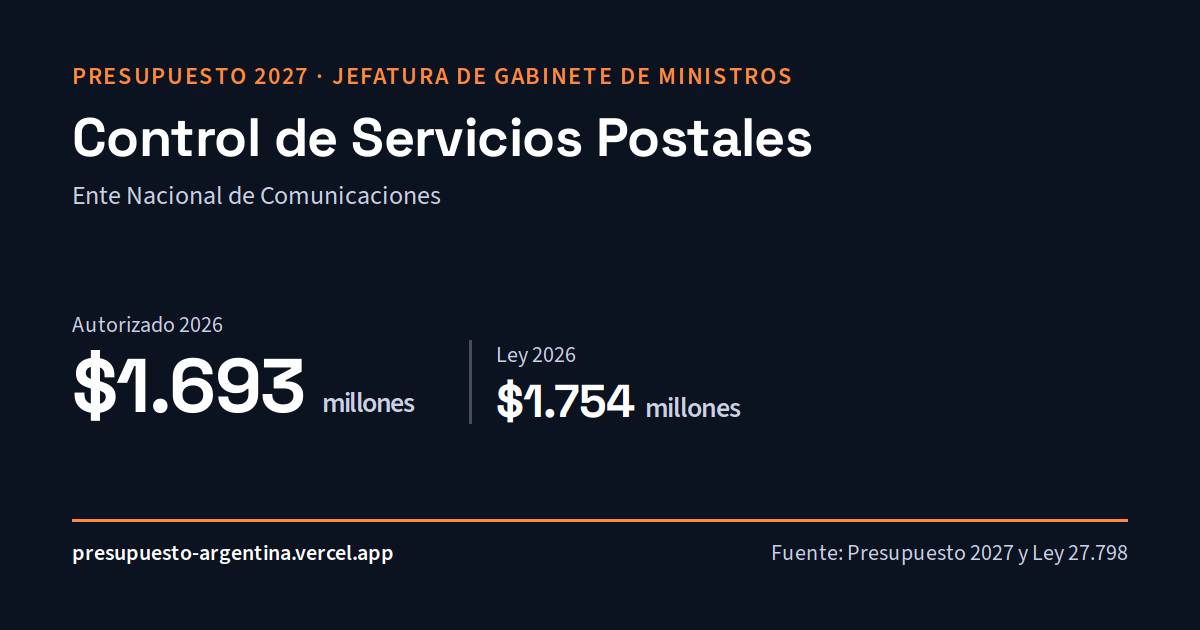 PRESUPUESTO 2027 · JEFATURA DE GABINETE DE MINISTROS
Control de Servicios Postales
Ente Nacional de Comunicaciones
Autorizado 2026
$1.693 millones
Ley 2026
$1.754 millones
presupuesto-argentina.vercel.app
Fuente: Presupuesto 2027 y Ley 27.798